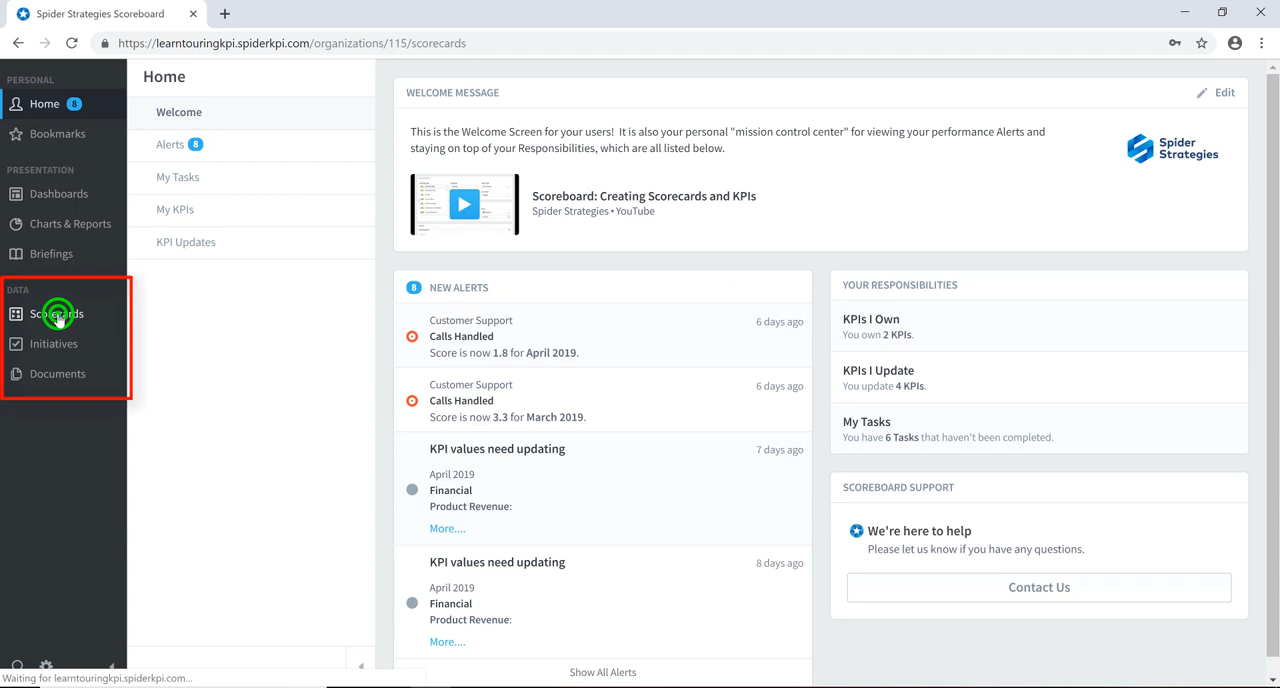 Spider Strategies Scoreboard
https://learntouringkpi.spiderkpi.com/organizations/115/scorecards
PERSONAL
Home 8
Bookmarks
PRESENTATION
Dashboards
Charts & Reports
Briefings
DATA
Scorecards
Initiatives
Documents
Waiting for learntouringkpi.spiderkpi.com...
Home
Welcome
Alerts 8
My Tasks
My KPIs
KPI Updates
WELCOME MESSAGE
Edit
This is the Welcome Screen for your users! It is also your personal "mission control center" for viewing your performance Alerts and
staying on top of your Responsibilities, which are all listed below.
Spider
Strategies
Scoreboard: Creating Scorecards and KPIs
Spider Strategies • YouTube
8 NEW ALERTS
Customer Support
6 days ago
Calls Handled
Score is now 1.8 for April 2019.
Customer Support
6 days ago
Calls Handled
Score is now 3.3 for March 2019.
KPI values need updating
7 days ago
April 2019
Financial
Product Revenue:
More....
KPI values need updating
8 days ago
April 2019
Financial
Product Revenue:
More....
Show All Alerts
YOUR RESPONSIBILITIES
KPIs I Own
You own 2 KPIs.
KPIs I Update
You update 4 KPIs.
My Tasks
You have 6 Tasks that haven't been completed.
SCOREBOARD SUPPORT
We're here to help
Please let us know if you have any questions.
Contact Us